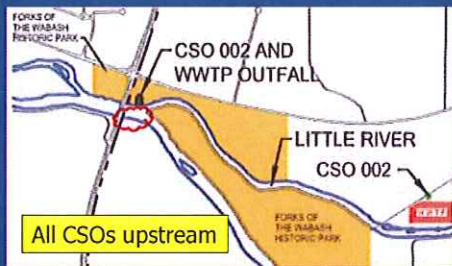 FORKS OF
THE WABASH
HISTORIC PARK
CSO 002 AND
WWTP OUTFALL
LITTLE RIVER
CSO 002
FORKS OF
THE WABASH
HISTORIC PARK
All CSOs upstream